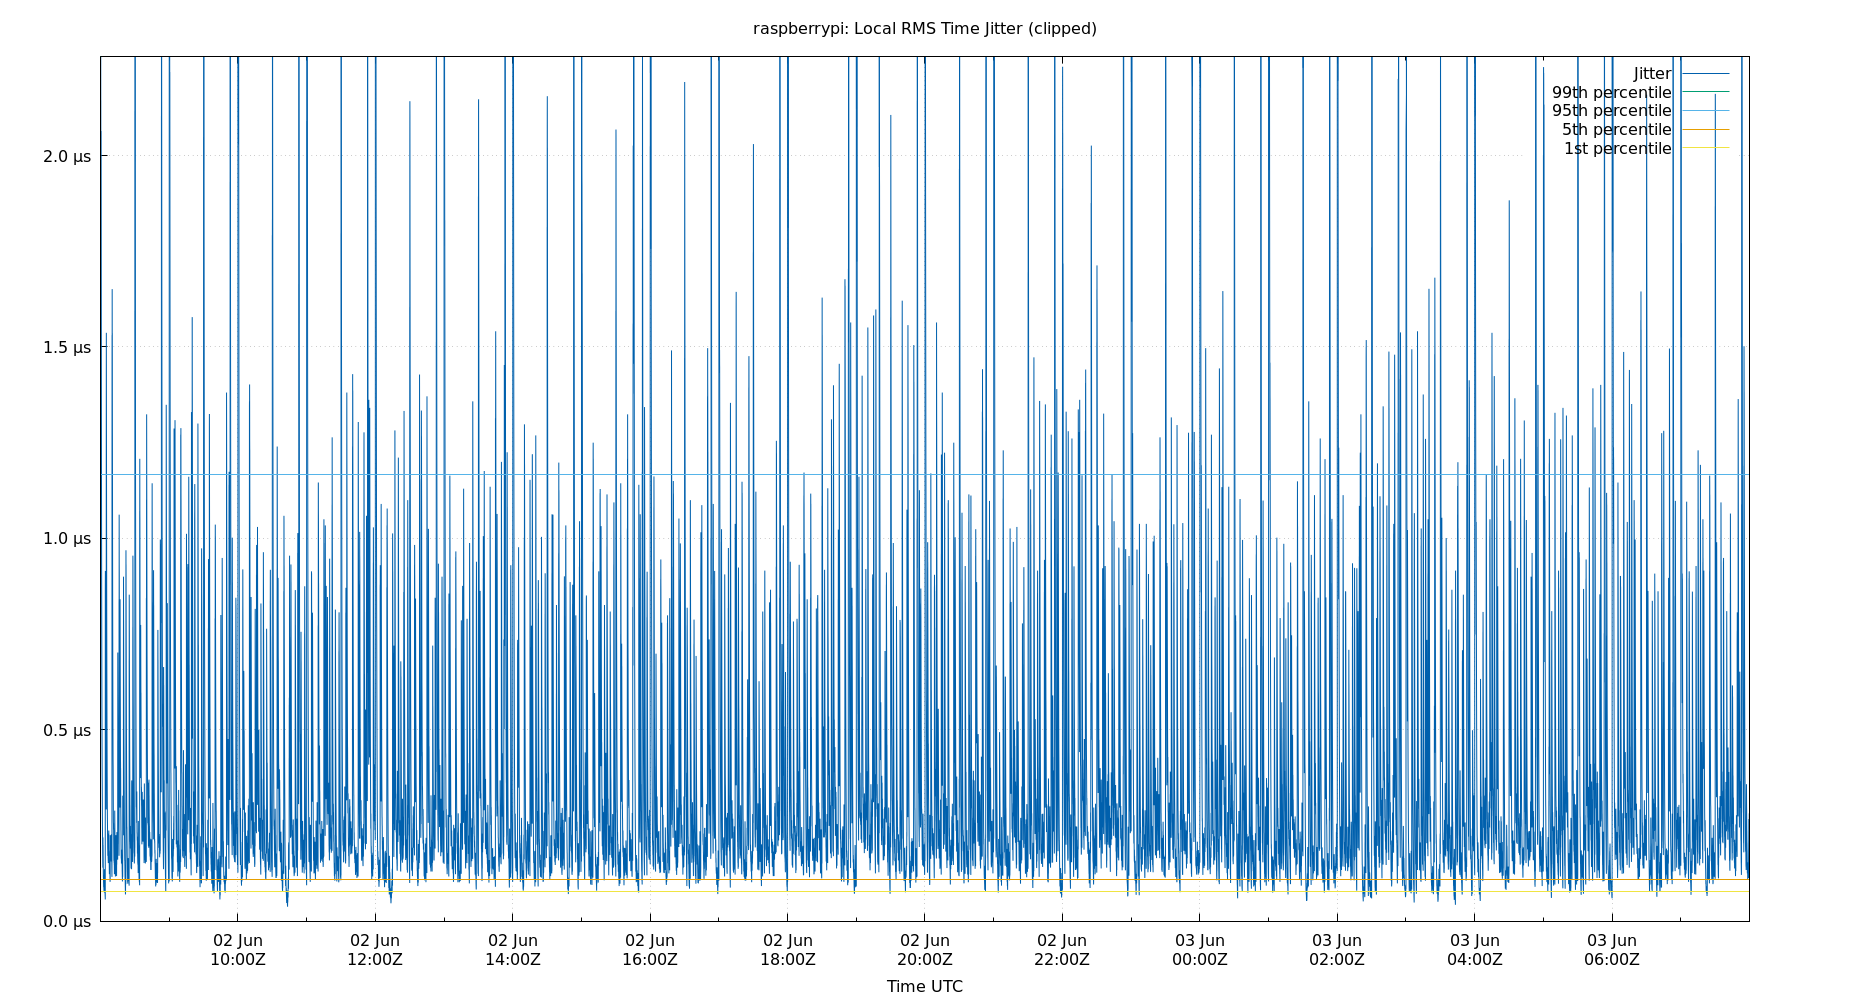 raspberrypi: Local RMS Time Jitter (clipped)
Jitter
99th percentile
95th percentile
5th percentile
1st percentile
2.0 µs
1.5 µs
1.0 µs
0.5 µs
0.0 µs
02 Jun 02 Jun 02 Jun 02 Jun 02 Jun 02 Jun 02 Jun 03 Jun 03 Jun 03 Jun 03 Jun
10:00Z 12:00Z 14:00Z 16:00Z 18:00Z 20:00Z 22:00Z 00:00Z 02:00Z 04:00Z 06:00Z
Time UTC